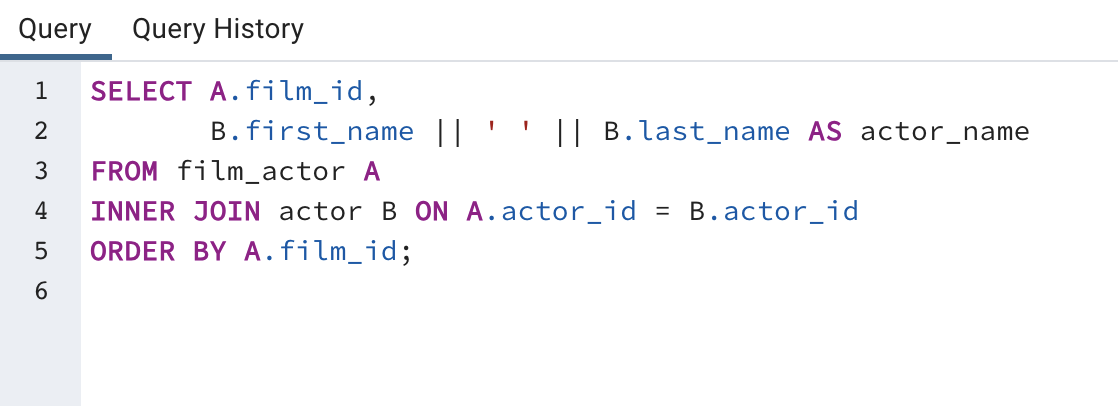 Query Query History
1 SELECT A.film_id,
2 B.first_name || ' ' || B.last_name AS actor_name
3 FROM film_actor A
4 INNER JOIN actor B ON A.actor_id = B.actor_id
5 ORDER BY A.film_id;
6